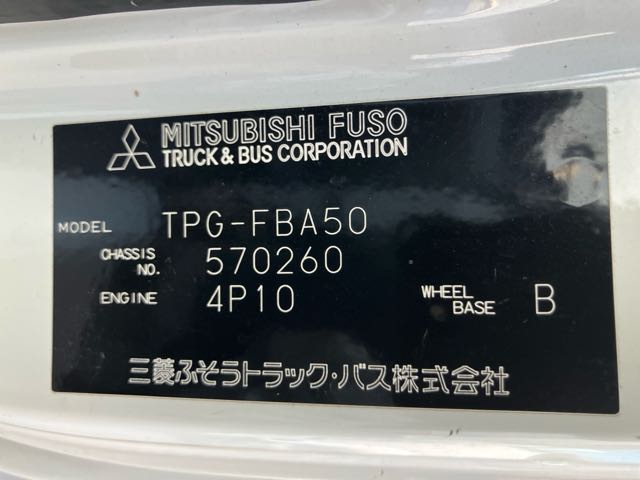 MITSUBISHI FUSO
TRUCK & BUS CORPORATION
MODEL TPG-FBA50
CHASSIS NO. 570260
ENGINE 4P10 WHEEL BASE B
三菱ふそうトラック・バス株式会社